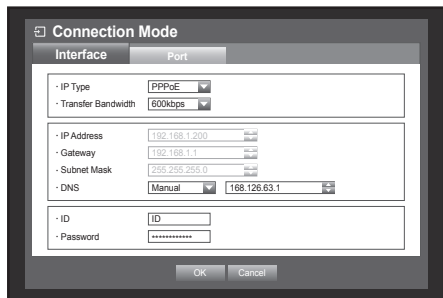 Connection Mode
Interface Port
· IP Type PPPoE
· Transfer Bandwidth 600kbps
· IP Address 192.168.1.200
· Gateway 192.168.1.1
· Subnet Mask 255.255.255.0
· DNS Manual 168.126.63.1
· ID ID
· Password ************
OK Cancel